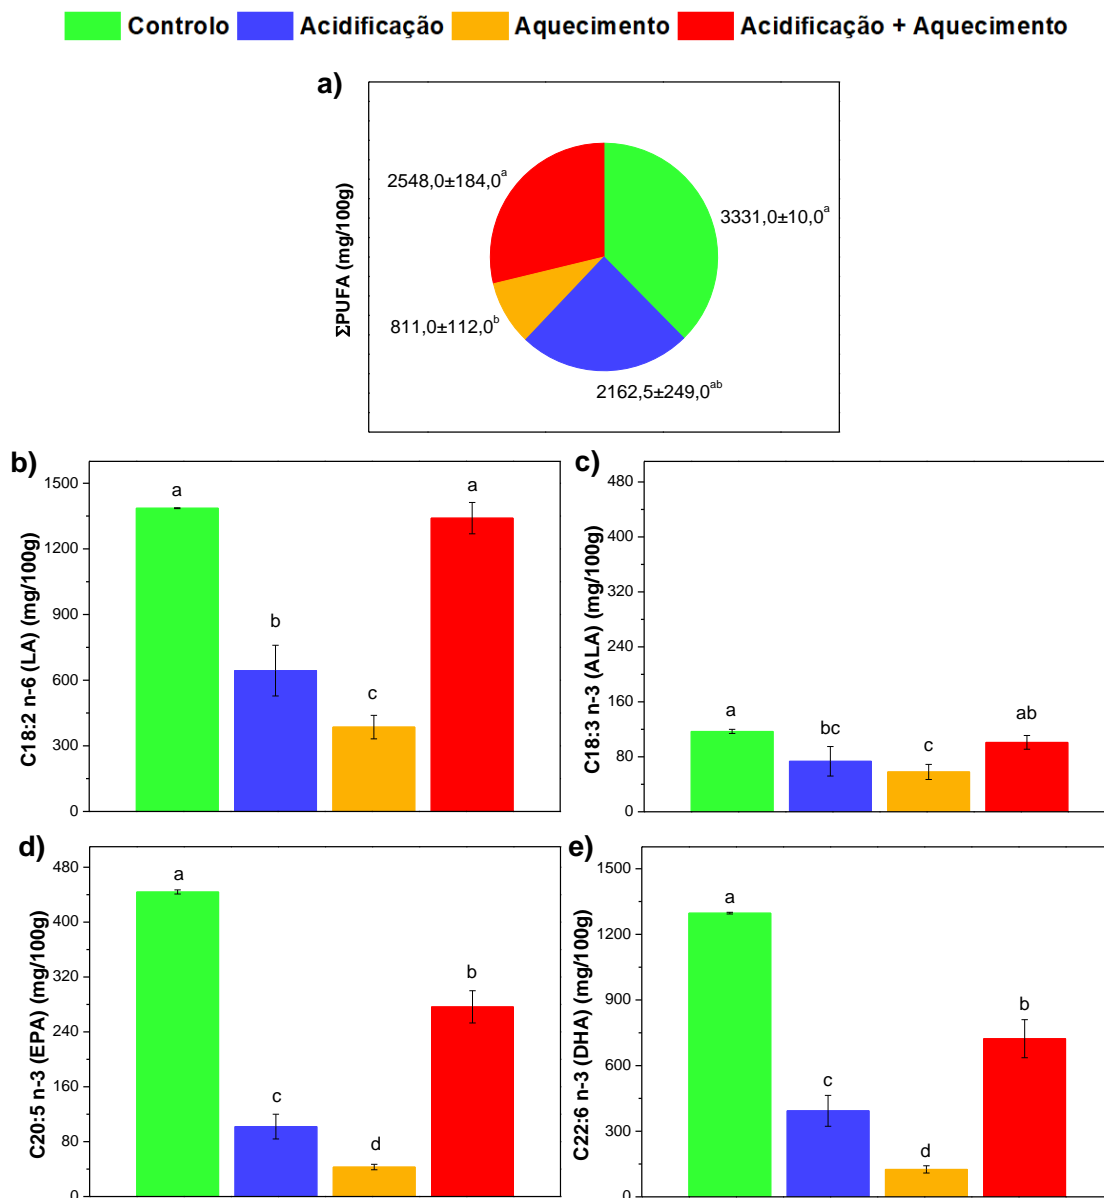 Controlo Acidificação Aquecimento Acidificação + Aquecimento
a)
ΣPUFA (mg/100g)
2548,0±184,0ᵃ
3331,0±10,0ᵃ
811,0±112,0ᵇ
2162,5±249,0ᵃᵇ
b)
C18:2 n-6 (LA) (mg/100g)
1500
1200
900
600
300
0
a
b
c
a
c)
C18:3 n-3 (ALA) (mg/100g)
480
400
320
240
160
80
0
a
bc
c
ab
d)
C20:5 n-3 (EPA) (mg/100g)
480
400
320
240
160
80
0
a
c
d
b
e)
C22:6 n-3 (DHA) (mg/100g)
1500
1200
900
600
300
0
a
c
d
b